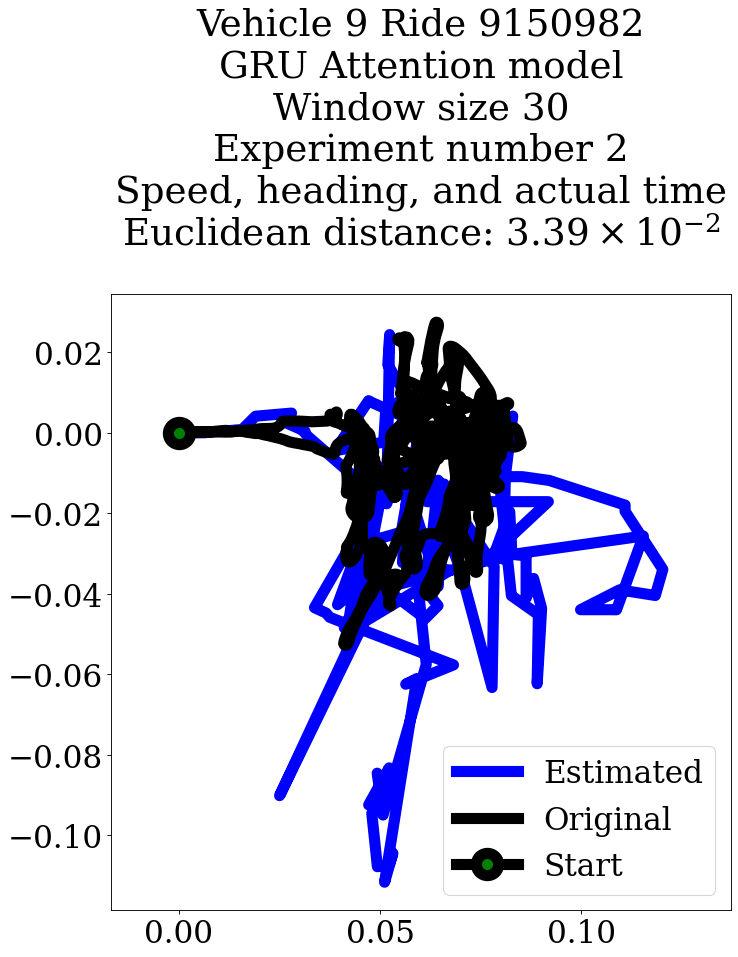 Vehicle 9 Ride 9150982
GRU Attention model
Window size 30
Experiment number 2
Speed, heading, and actual time
Euclidean distance: 3.39 × 10⁻²
0.02
0.00
−0.02
−0.04
−0.06
−0.08
−0.10
Estimated
Original
Start
0.00 0.05 0.10